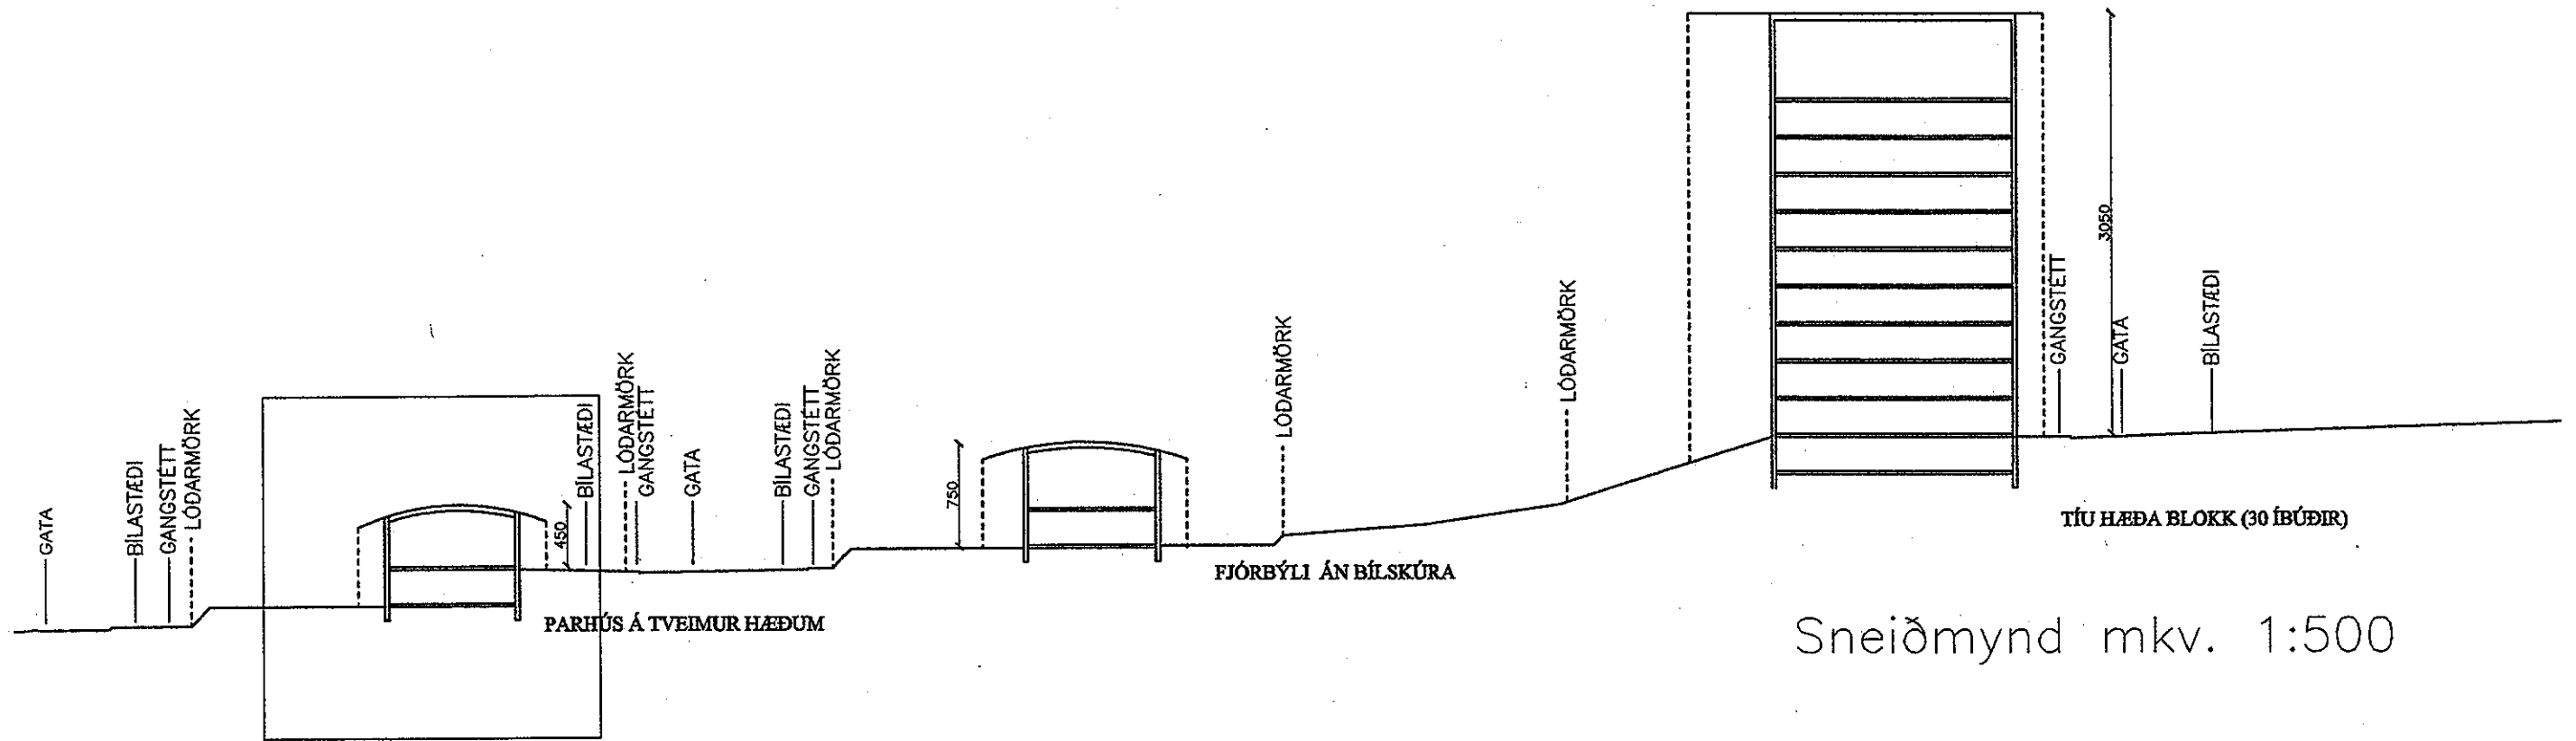 GATA
BÍLASTÆÐI
GANGSTÉTT
LÓÐARMÖRK
450
BÍLASTÆÐI
LÓÐARMÖRK
GANGSTÉTT
GATA
BÍLASTÆÐI
GANGSTÉTT
LÓÐARMÖRK
PARHÚS Á TVEIMUR HÆÐUM
750
LÓÐARMÖRK
FJÓRBÝLI ÁN BÍLSKÚRA
LÓÐARMÖRK
GANGSTÉTT
3050
GATA
BÍLASTÆÐI
TÍU HÆÐA BLOKK (30 ÍBÚÐIR)
Sneiðmynd mkv. 1:500